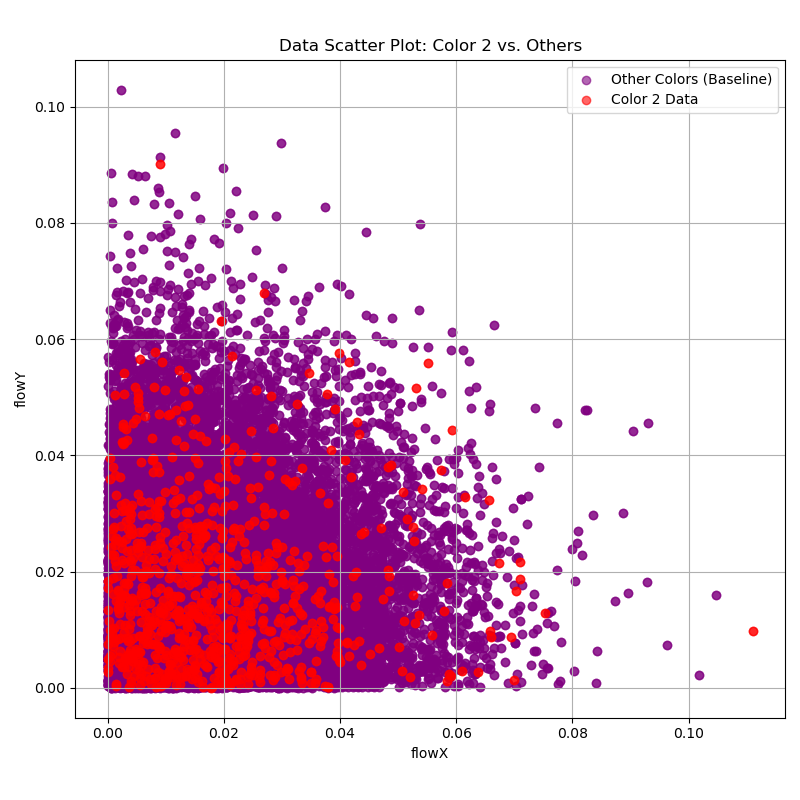 Data Scatter Plot: Color 2 vs. Others
Other Colors (Baseline)
Color 2 Data
flowY
0.10
0.08
0.06
0.04
0.02
0.00
0.00 0.02 0.04 0.06 0.08 0.10
flowX